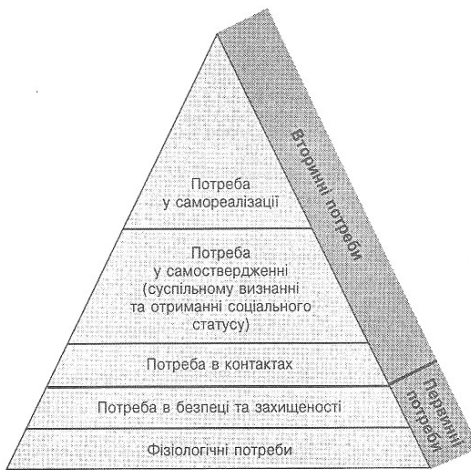 Потреба
у самореалізації
Потреба
у самоствердженні
(суспільному визнанні
та отриманні соціального
статусу)
Потреба в контактах
Потреба в безпеці та захищеності
Фізіологічні потреби
Вторинні потреби
Первинні
потреби